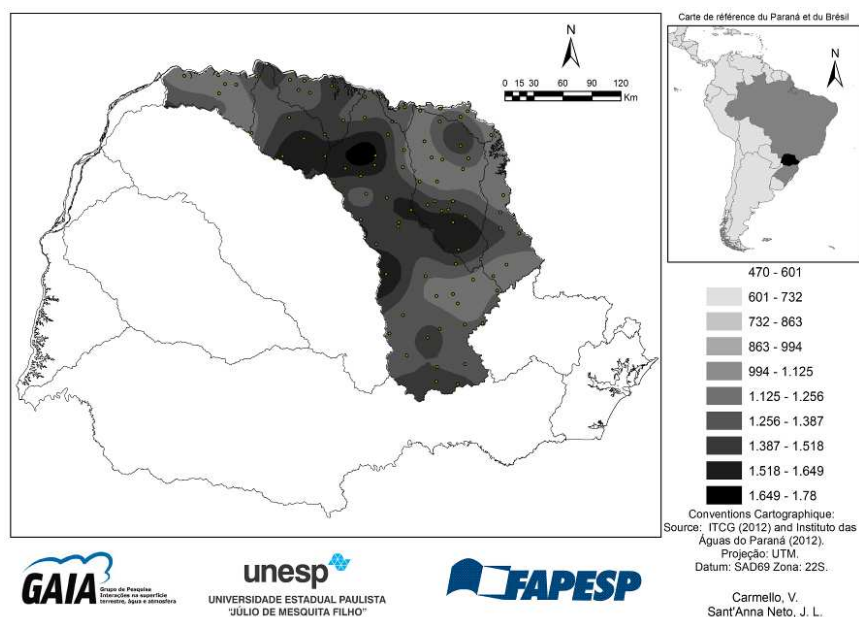 Carte de référence du Paraná et du Brésil
N
0 15 30 60 90 120
Km
N
470 - 601
601 - 732
732 - 863
863 - 994
994 - 1.125
1.125 - 1.256
1.256 - 1.387
1.387 - 1.518
1.518 - 1.649
1.649 - 1.78
Conventions Cartographique:
Source: ITCG (2012) and Instituto das
Águas do Paraná (2012).
Projeção: UTM.
Datum: SAD69 Zona: 22S.
Carmello, V.
Sant'Anna Neto, J. L.
GAIA
Grupo de Pesquisa
Interações na superfície
terrestre, água e atmosfera
unesp
UNIVERSIDADE ESTADUAL PAULISTA
"JÚLIO DE MESQUITA FILHO"
FAPESP